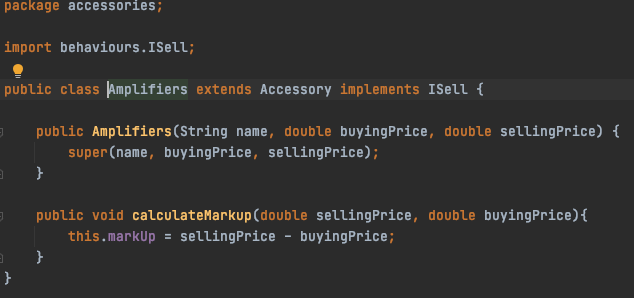 package accessories;
import behaviours.ISell;
public class Amplifiers extends Accessory implements ISell {
public Amplifiers(String name, double buyingPrice, double sellingPrice) {
super(name, buyingPrice, sellingPrice);
}
public void calculateMarkup(double sellingPrice, double buyingPrice){
this.markUp = sellingPrice - buyingPrice;
}
}